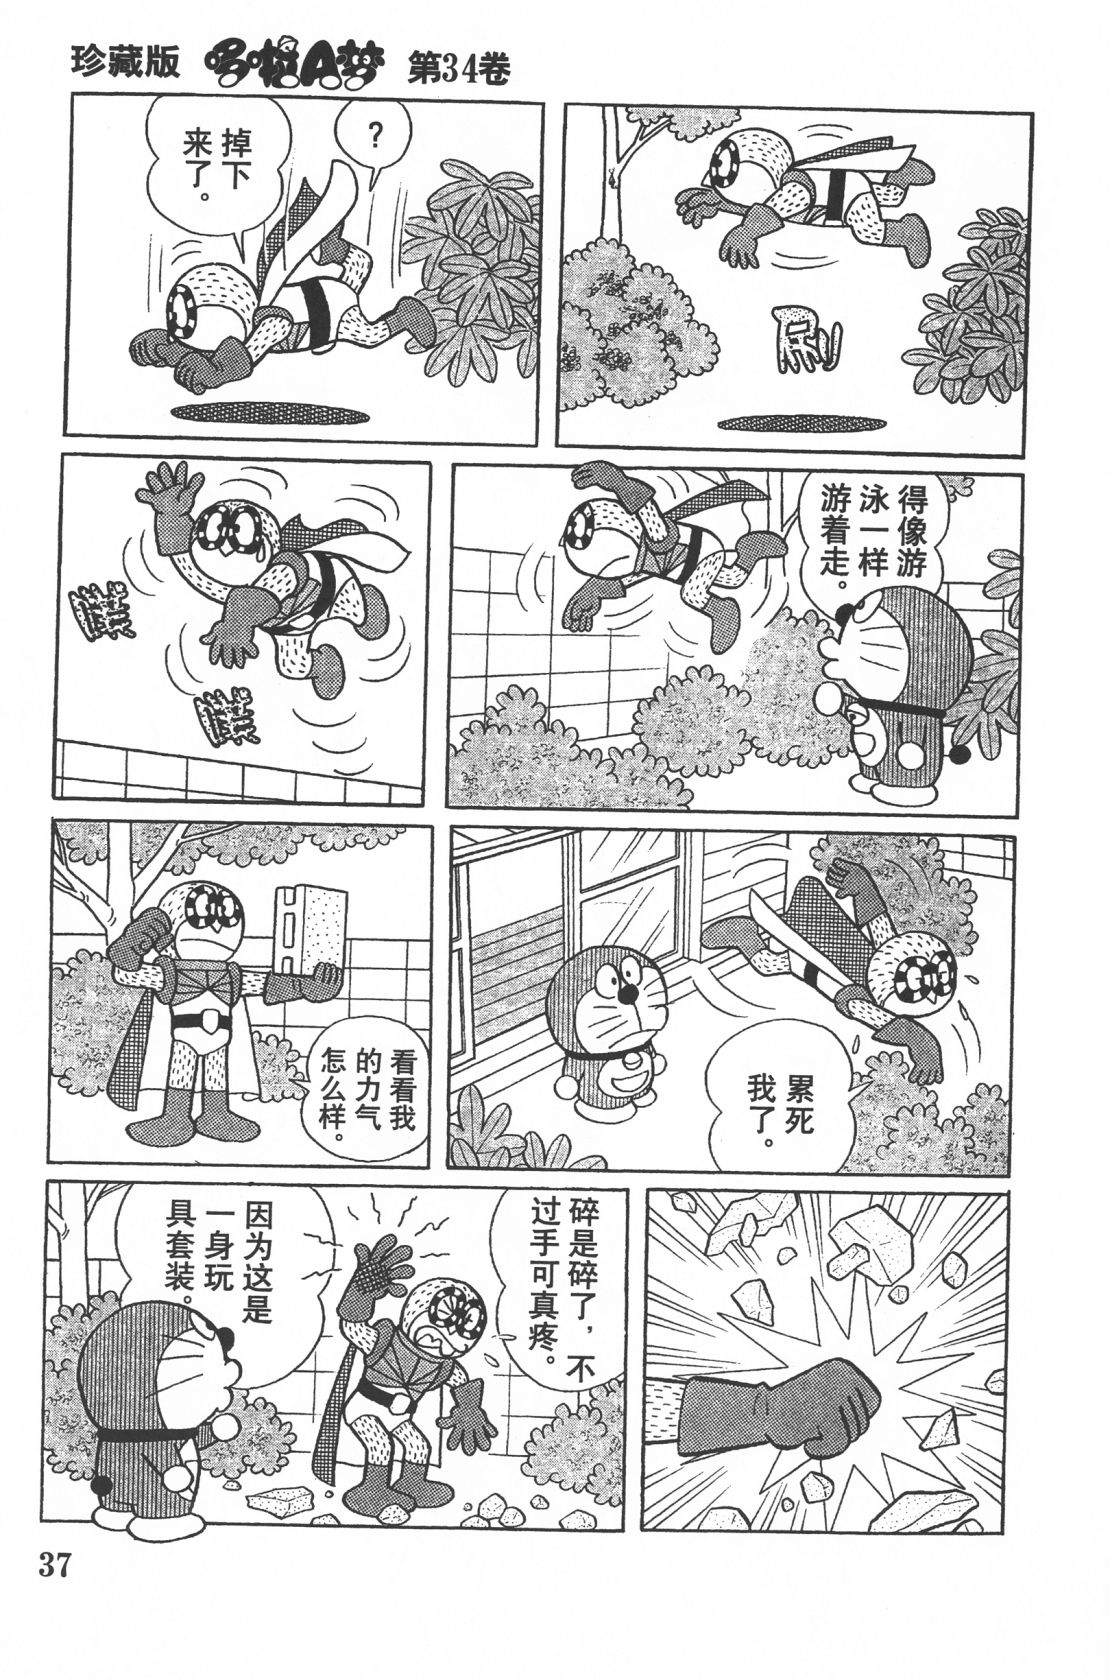 珍藏版 哆啦A梦 第34卷
?
掉下
来了。
得像游
泳一样
游着走。
累死
我了。
看看我
的力气
怎么样。
碎是碎了，不
过手可真疼。
因为这是
一身玩
具套装。
37